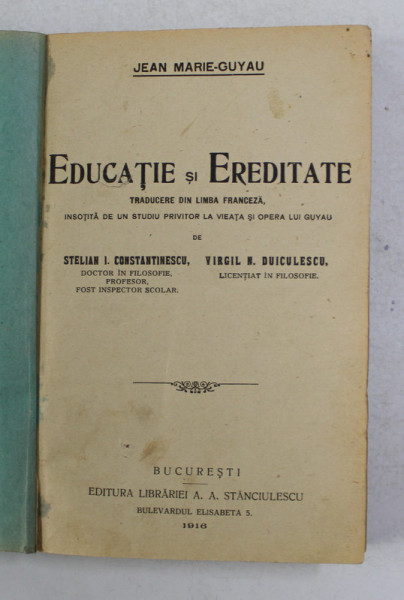 JEAN MARIE-GUYAU
EDUCAȚIE ȘI EREDITATE
TRADUCERE DIN LIMBA FRANCEZĂ,
INSOȚITĂ DE UN STUDIU PRIVITOR LA VIEAȚA ȘI OPERA LUI GUYAU
DE
STELIAN I. CONSTANTINESCU, VIRGIL N. DUICULESCU,
DOCTOR ÎN FILOSOFIE, LICENȚIAT ÎN FILOSOFIE.
PROFESOR,
FOST INSPECTOR SCOLAR.
BUCUREȘTI
EDITURA LIBRĂRIEI A. A. STĂNCIULESCU
BULEVARDUL ELISABETA 5.
1916